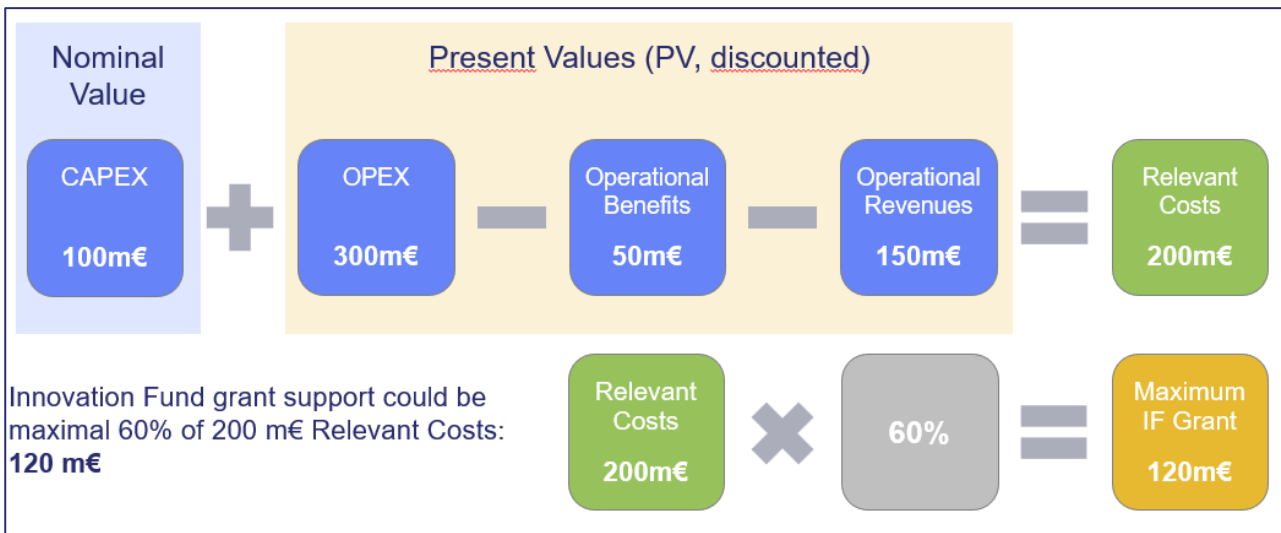 Nominal
Value
Present Values (PV, discounted)
CAPEX
100m€
OPEX
300m€
Operational
Benefits
50m€
Operational
Revenues
150m€
Relevant
Costs
200m€
Innovation Fund grant support could be
maximal 60% of 200 m€ Relevant Costs:
120 m€
Relevant
Costs
200m€
60%
Maximum
IF Grant
120m€